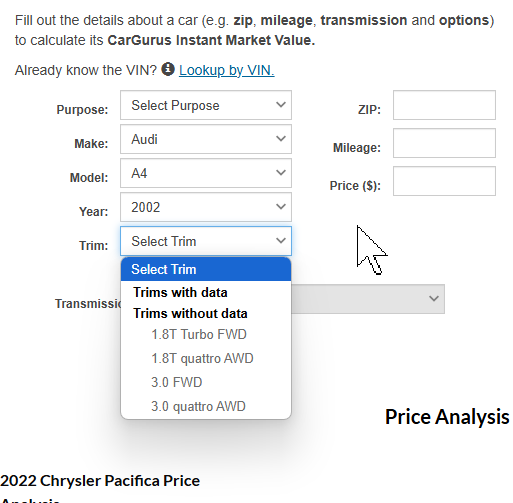 Fill out the details about a car (e.g. zip, mileage, transmission and options)
to calculate its CarGurus Instant Market Value.
Already know the VIN? Lookup by VIN.
Purpose: Select Purpose ZIP:
Make: Audi Mileage:
Model: A4 Price ($):
Year: 2002
Trim: Select Trim
Select Trim
Trims with data
Transmissi
Trims without data
1.8T Turbo FWD
1.8T quattro AWD
3.0 FWD
3.0 quattro AWD
Price Analysis
2022 Chrysler Pacifica Price